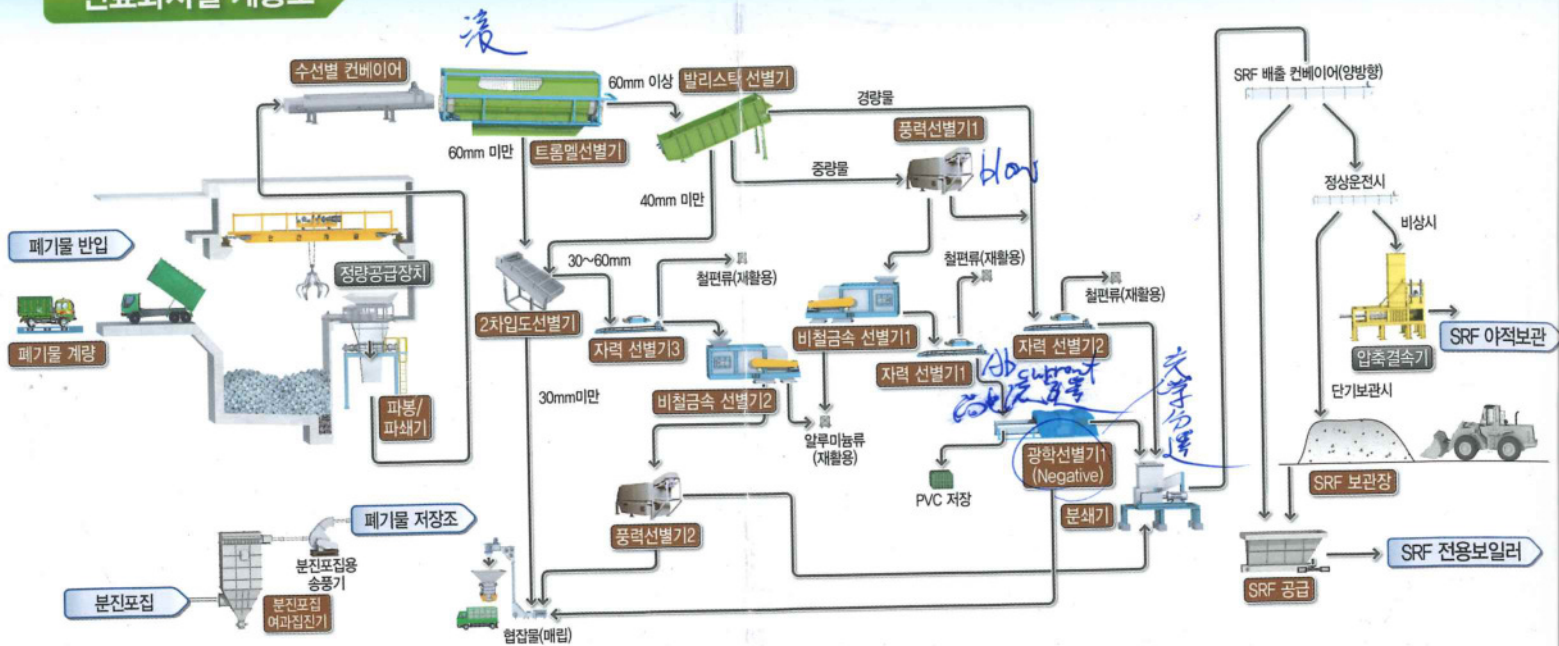 수선별 컨베이어
60mm 이상
발리스틱 선별기
경량물
SRF 배출 컨베이어(양방향)
풍력선별기1
트롬멜선별기
60mm 미만
중량물
blow
40mm 미만
정상운전시
비상시
폐기물 반입
정량공급장치
30~60mm
철편류(재활용)
철편류(재활용)
철편류(재활용)
2차입도선별기
자력 선별기3
비철금속 선별기1
자력 선별기2
자력 선별기1
SRF 야적보관
압축결속기
폐기물 계량
파봉/
파쇄기
30mm미만
비철금속 선별기2
단기보관시
알루미늄류
(재활용)
광학선별기1
(Negative)
光学分選
PVC 저장
분쇄기
SRF 보관장
폐기물 저장조
풍력선별기2
분진포집용
송풍기
SRF 전용보일러
분진포집
분진포집
여과집진기
SRF 공급
협잡물(매립)